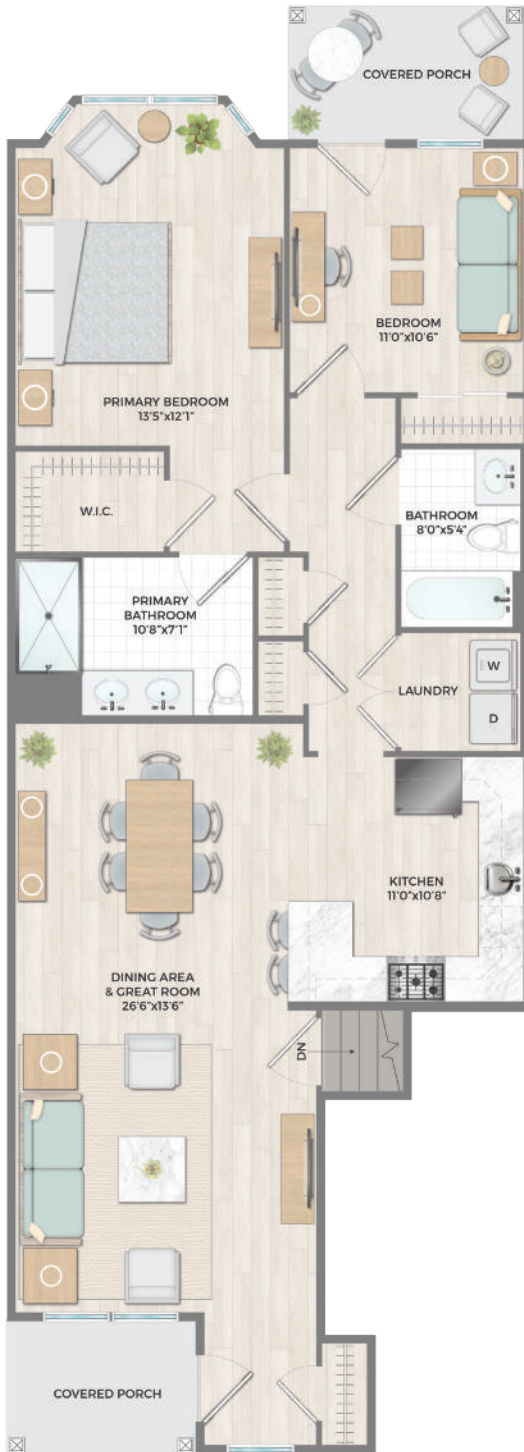 COVERED PORCH
BEDROOM
11'0"x10'6"
PRIMARY BEDROOM
13'5"x12'1"
W.I.C.
BATHROOM
8'0"x5'4"
PRIMARY
BATHROOM
10'8"x7'1"
LAUNDRY
W
D
KITCHEN
11'0"x10'8"
DINING AREA
& GREAT ROOM
26'6"x13'6"
DN
COVERED PORCH